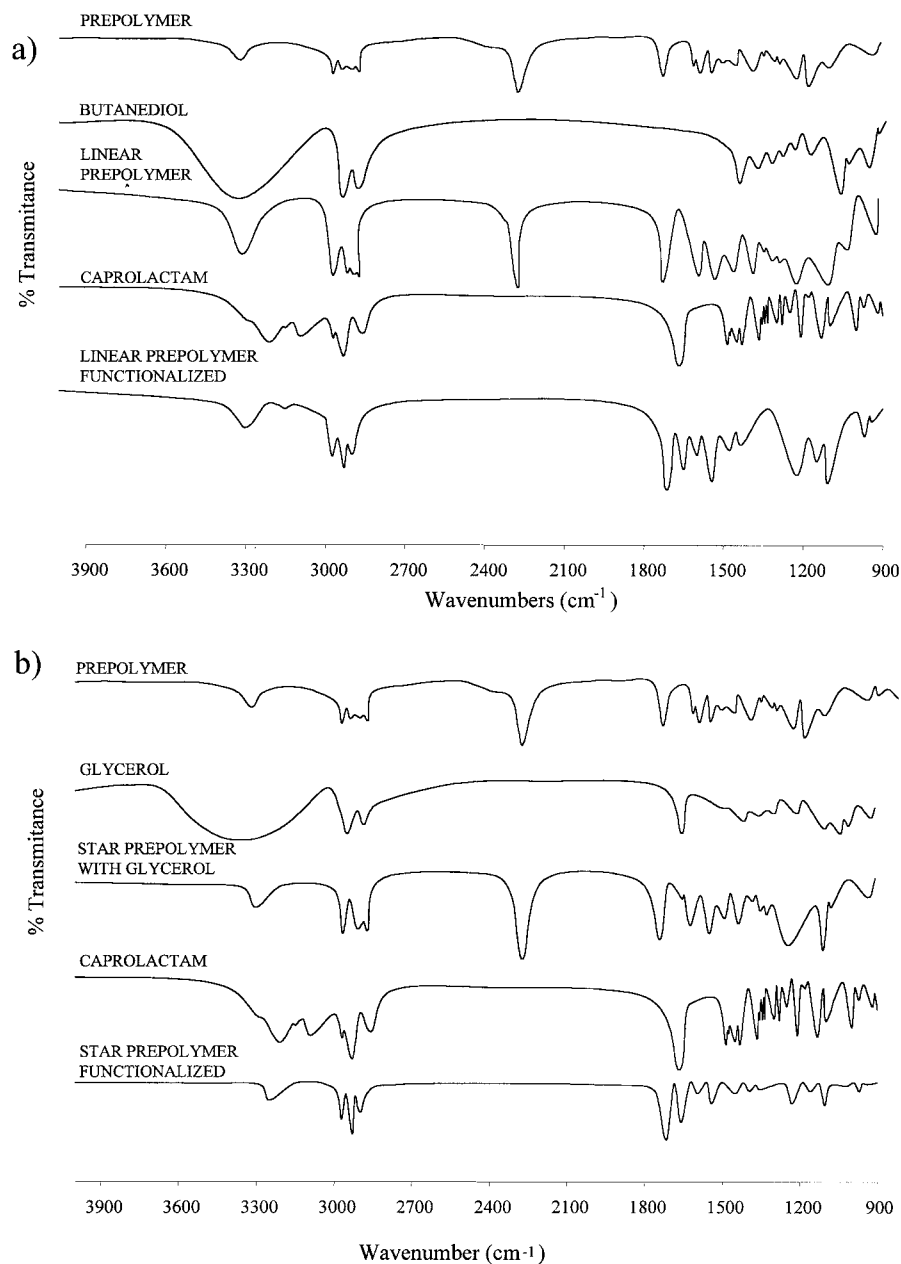 a)
PREPOLYMER
BUTANEDIOL
LINEAR
PREPOLYMER
CAPROLACTAM
LINEAR PREPOLYMER
FUNCTIONALIZED
% Transmitance
3900 3600 3300 3000 2700 2400 2100 1800 1500 1200 900
Wavenumbers (cm-1)
b)
PREPOLYMER
GLYCEROL
STAR PREPOLYMER
WITH GLYCEROL
CAPROLACTAM
STAR PREPOLYMER
FUNCTIONALIZED
% Transmitance
3900 3600 3300 3000 2700 2400 2100 1800 1500 1200 900
Wavenumber (cm-1)